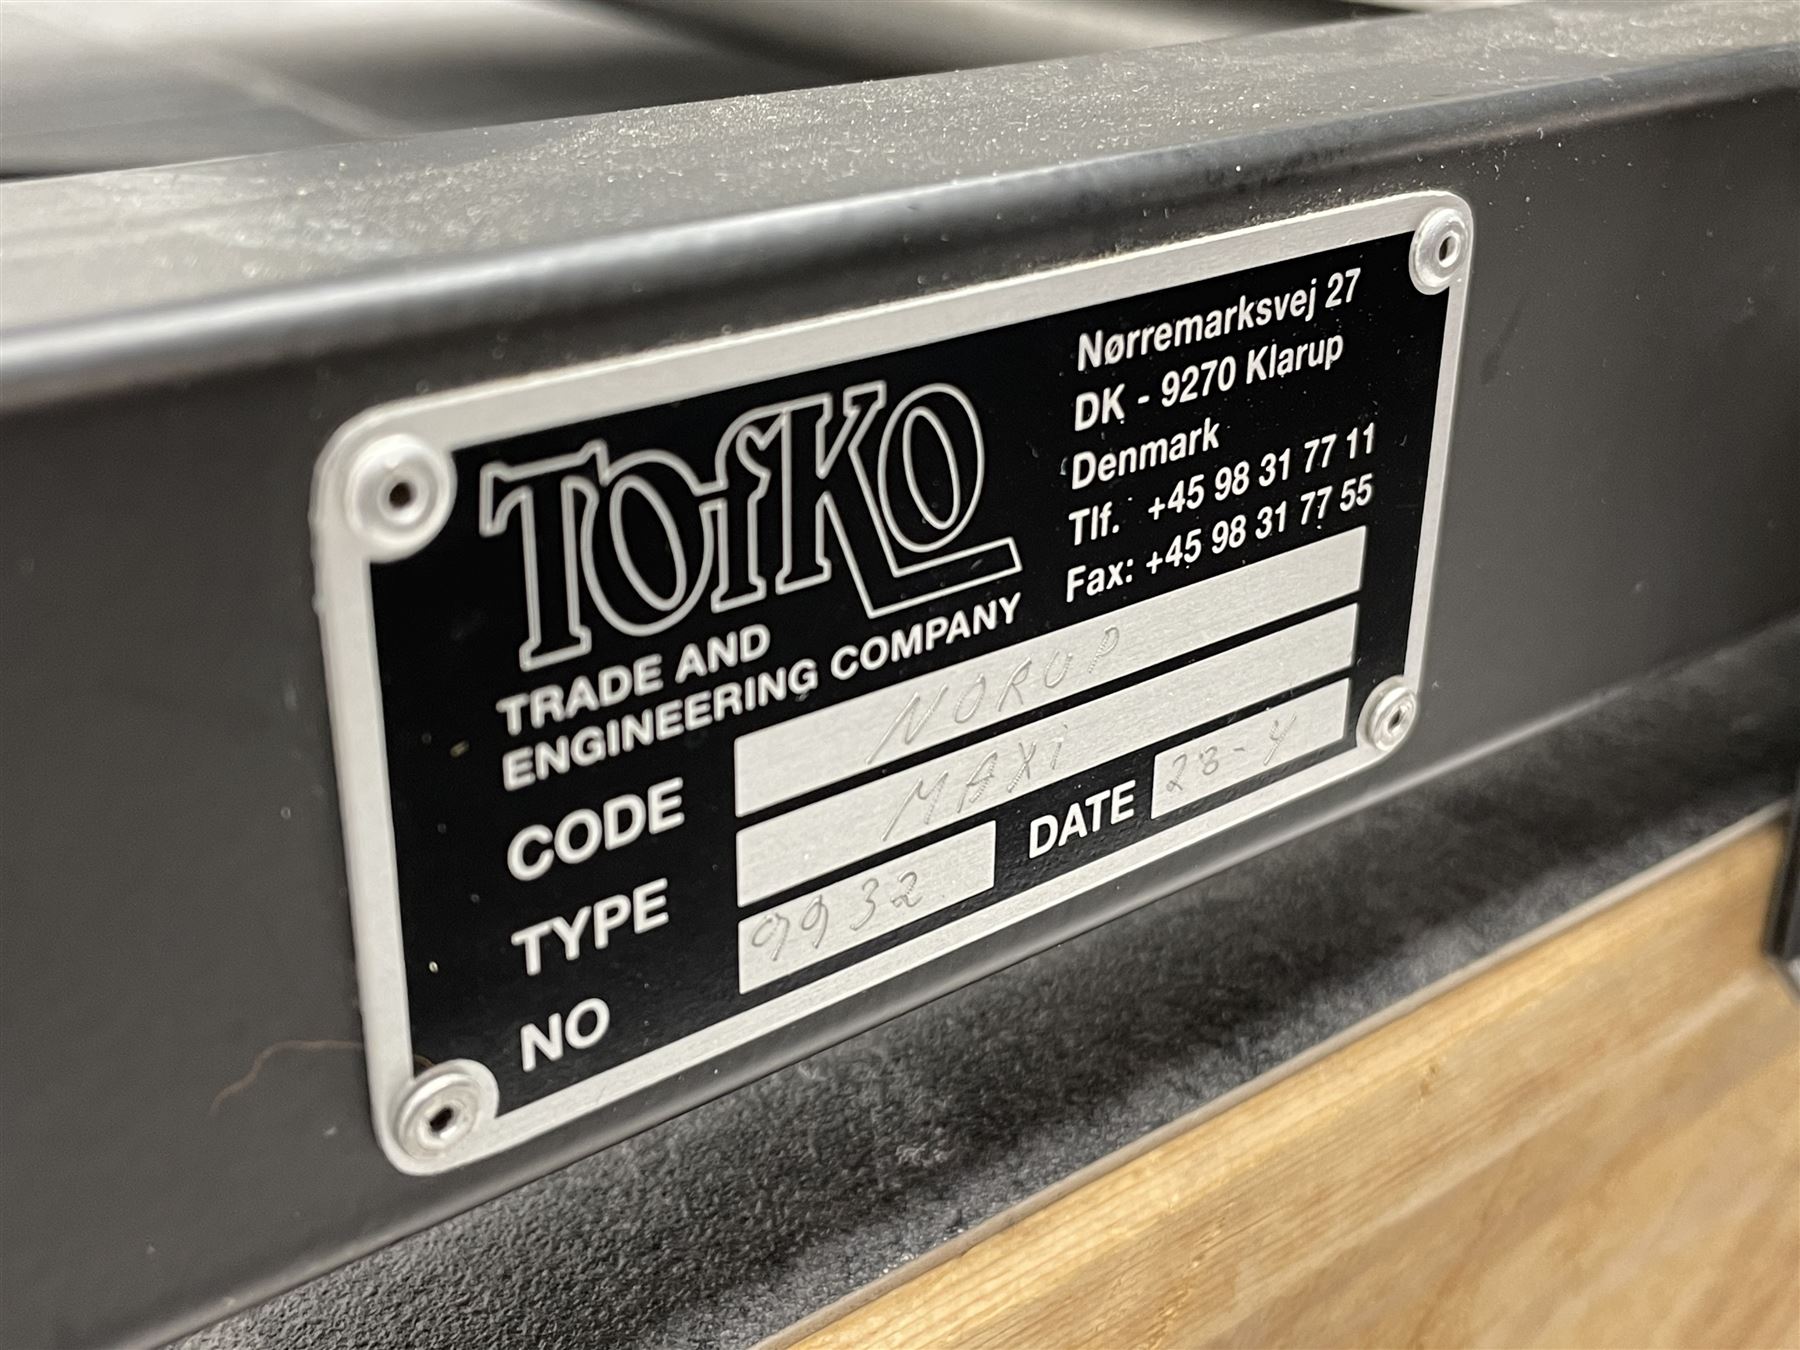 TOfKO
TRADE AND
ENGINEERING COMPANY
Nørremarksvej 27
DK - 9270 Klarup
Denmark
Tlf. +45 98 31 77 11
Fax: +45 98 31 77 55
CODE NORUP
TYPE MAXi
NO 9932 DATE 28-4